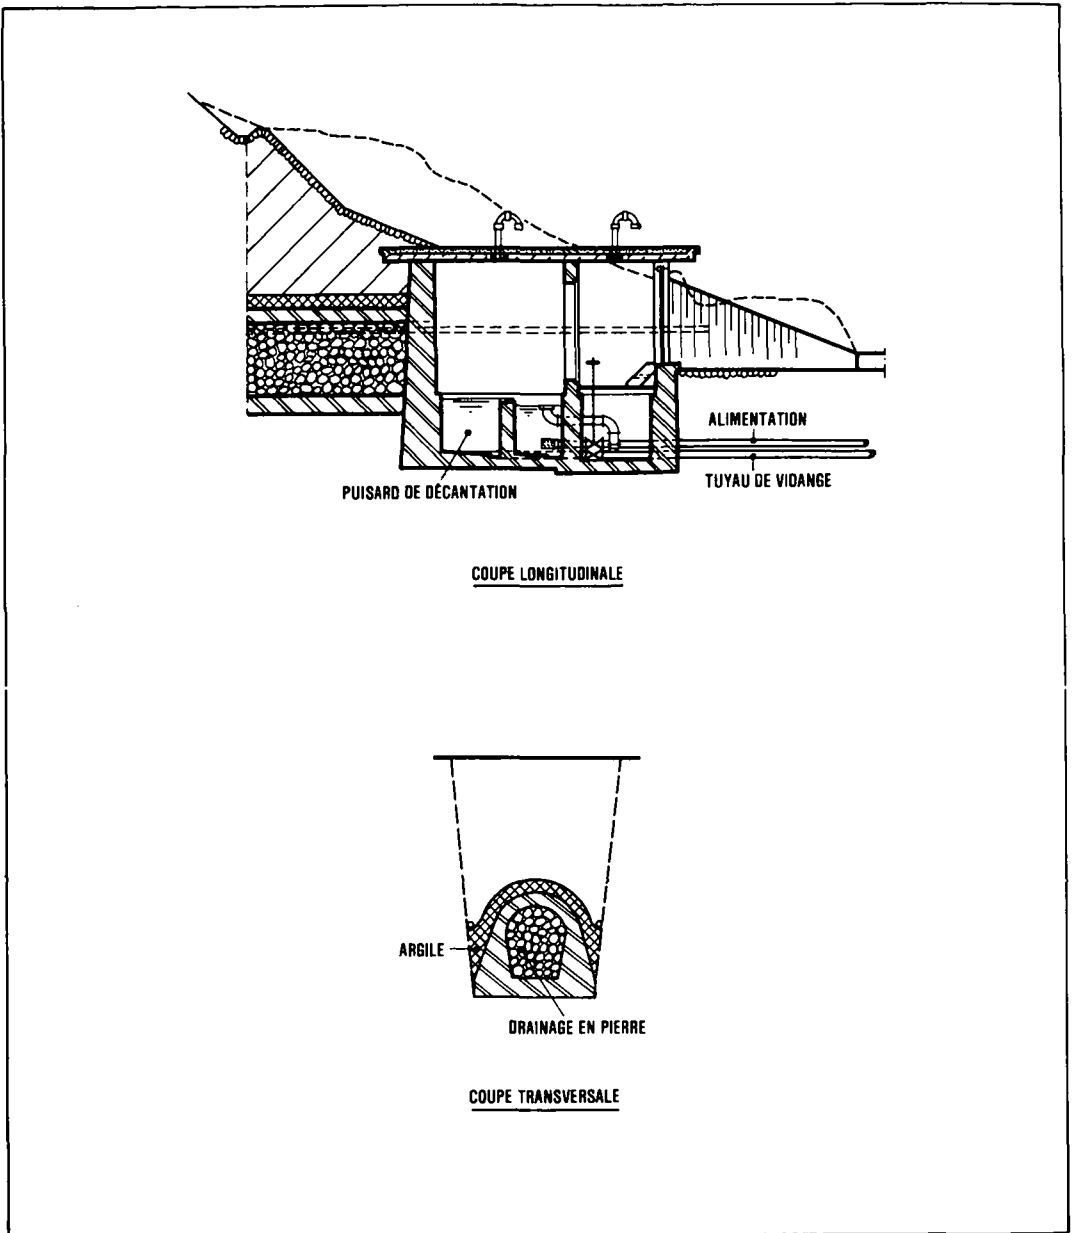 ALIMENTATION
TUYAU DE VIDANGE
PUISARD DE DÉCANTATION
COUPE LONGITUDINALE
ARGILE
DRAINAGE EN PIERRE
COUPE TRANSVERSALE